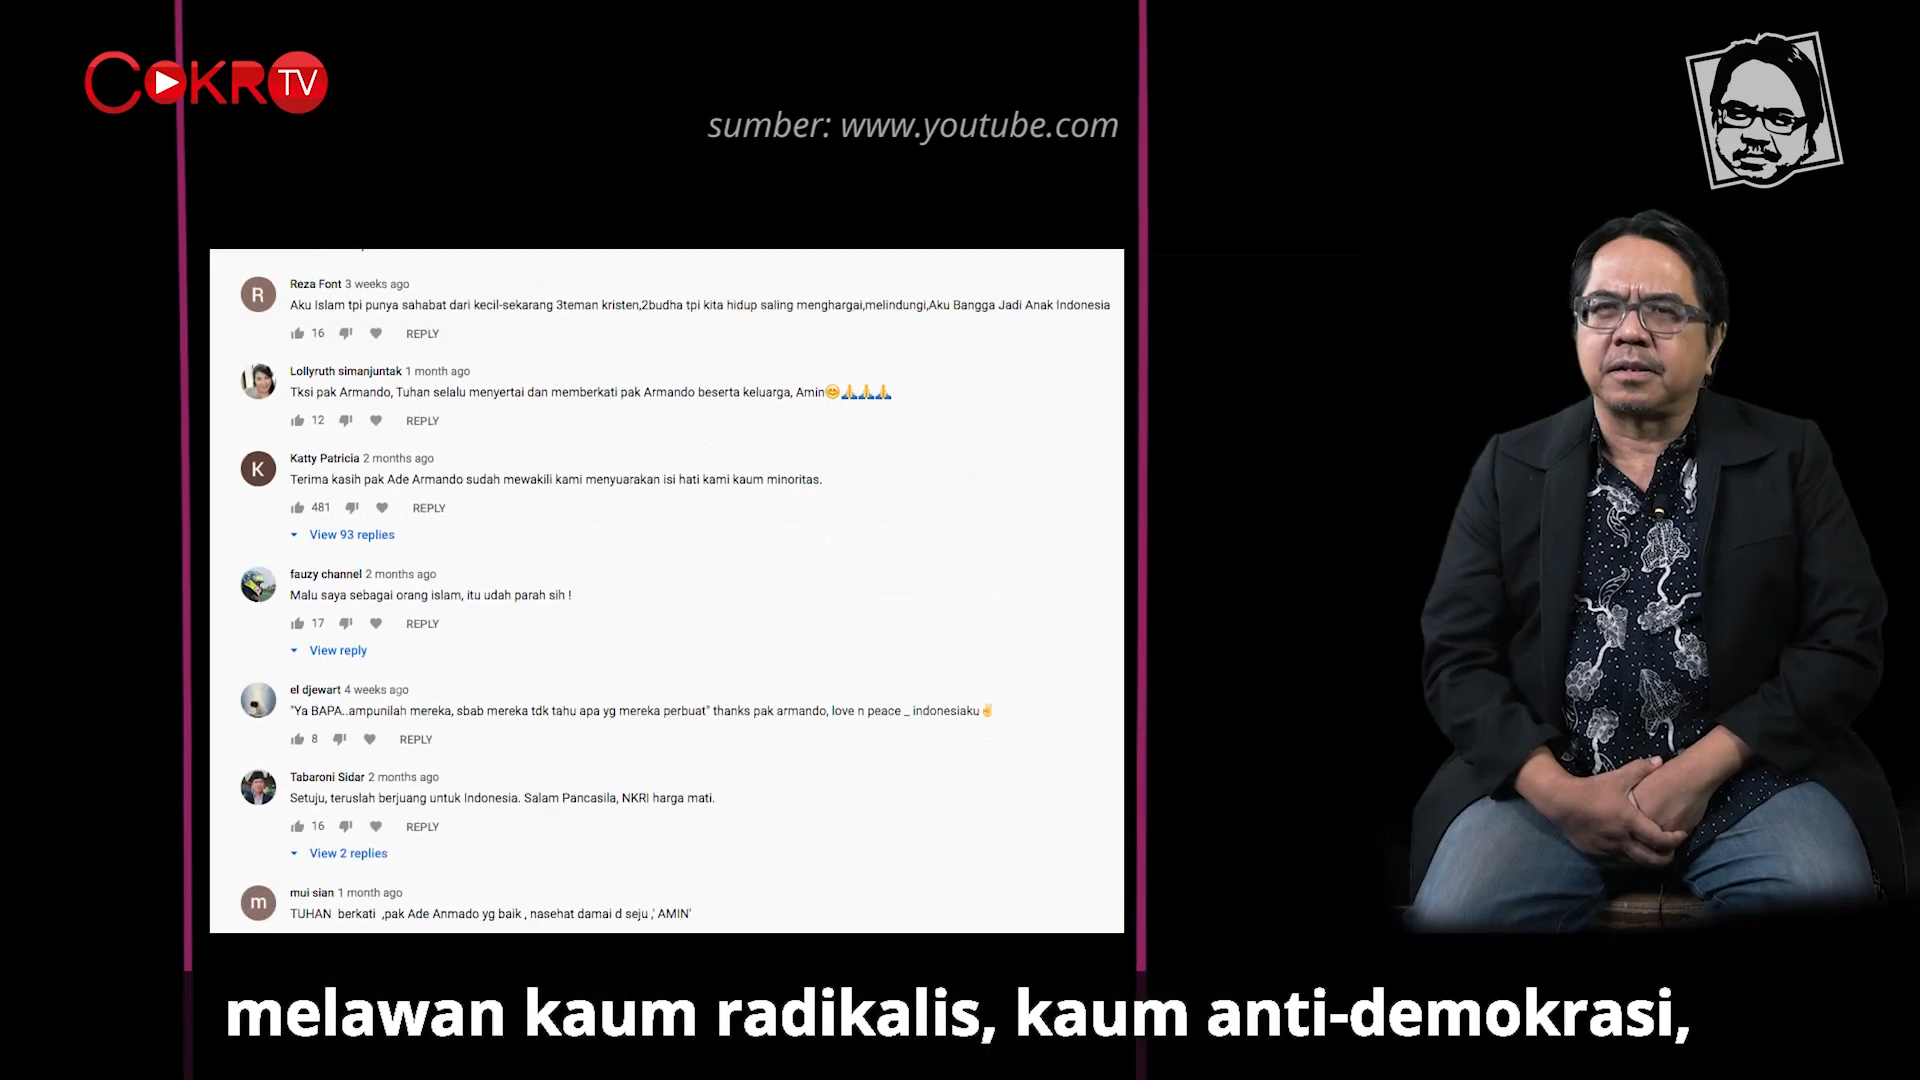 COKRO TV
sumber: www.youtube.com
R
Reza Font 3 weeks ago
Aku Islam tpi punya sahabat dari kecil-sekarang 3teman kristen,2budha tpi kita hidup saling menghargai,melindungi,Aku Bangga Jadi Anak Indonesia
16 REPLY
Lollyruth simanjuntak 1 month ago
Tksi pak Armando, Tuhan selalu menyertai dan memberkati pak Armando beserta keluarga, Amin😊🙏🙏🙏
12 REPLY
K
Katty Patricia 2 months ago
Terima kasih pak Ade Armando sudah mewakili kami menyuarakan isi hati kami kaum minoritas.
481 REPLY
View 93 replies
fauzy channel 2 months ago
Malu saya sebagai orang islam, itu udah parah sih !
17 REPLY
View reply
el djewart 4 weeks ago
"Ya BAPA..ampunilah mereka, sbab mereka tdk tahu apa yg mereka perbuat" thanks pak armando, love n peace _ indonesiaku✌
8 REPLY
Tabaroni Sidar 2 months ago
Setuju, teruslah berjuang untuk Indonesia. Salam Pancasila, NKRI harga mati.
16 REPLY
View 2 replies
m
mui sian 1 month ago
TUHAN berkati ,pak Ade Anmado yg baik , nasehat damai d seju ,' AMIN'
melawan kaum radikalis, kaum anti-demokrasi,